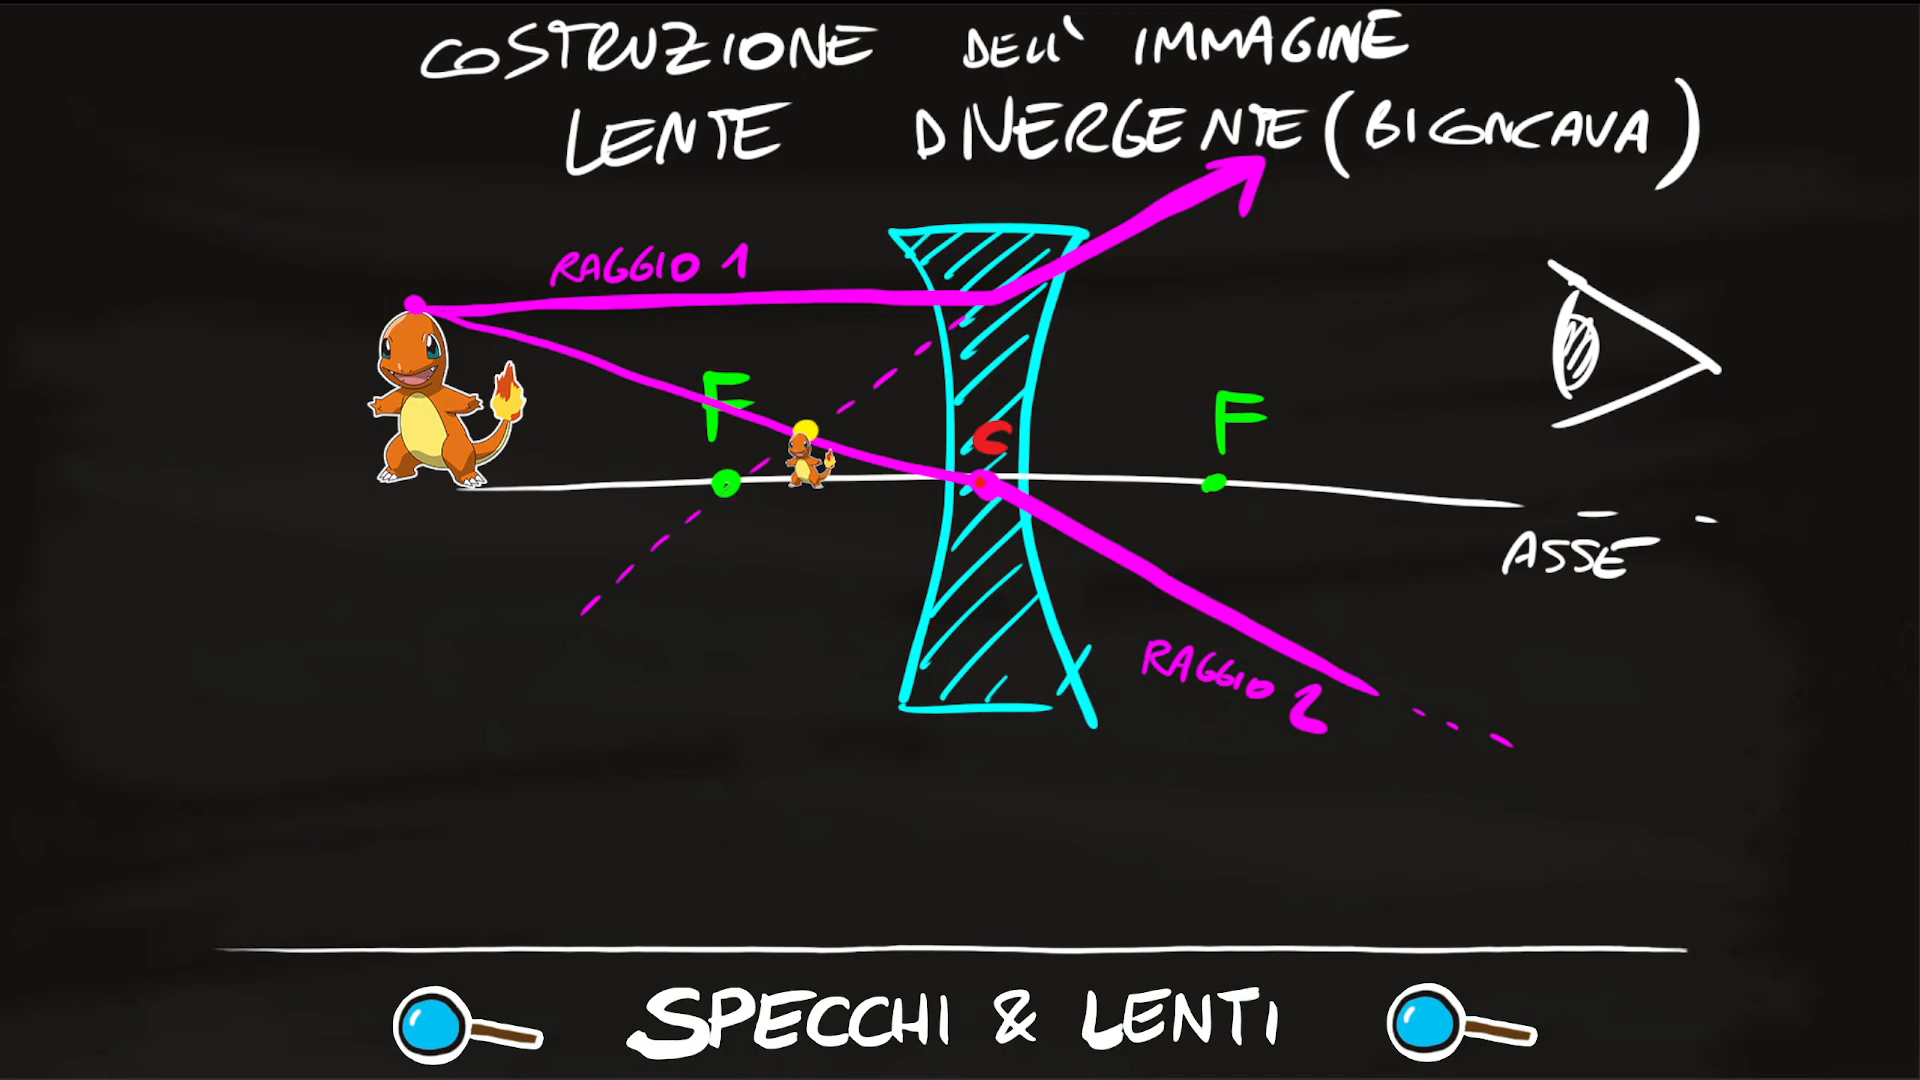 COSTRUZIONE DELL' IMMAGINE
LENTE DIVERGENTE (BICONCAVA)
RAGGIO 1
F
C
F
ASSE
RAGGIO 2
SPECCHI & LENTI